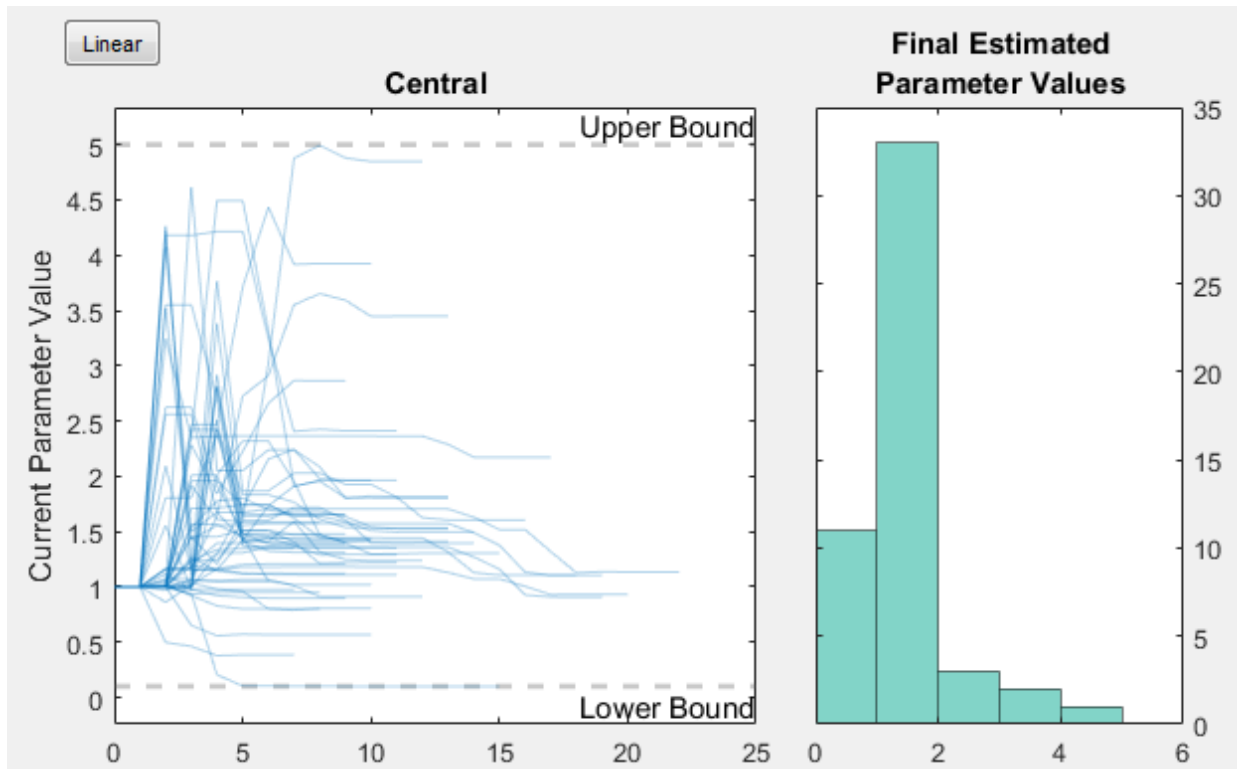 Linear
Central
Final Estimated
Parameter Values
Current Parameter Value
Upper Bound
Lower Bound
5
4.5
4
3.5
3
2.5
2
1.5
1
0.5
0
0 5 10 15 20 25
35
30
25
20
15
10
5
0
0 2 4 6